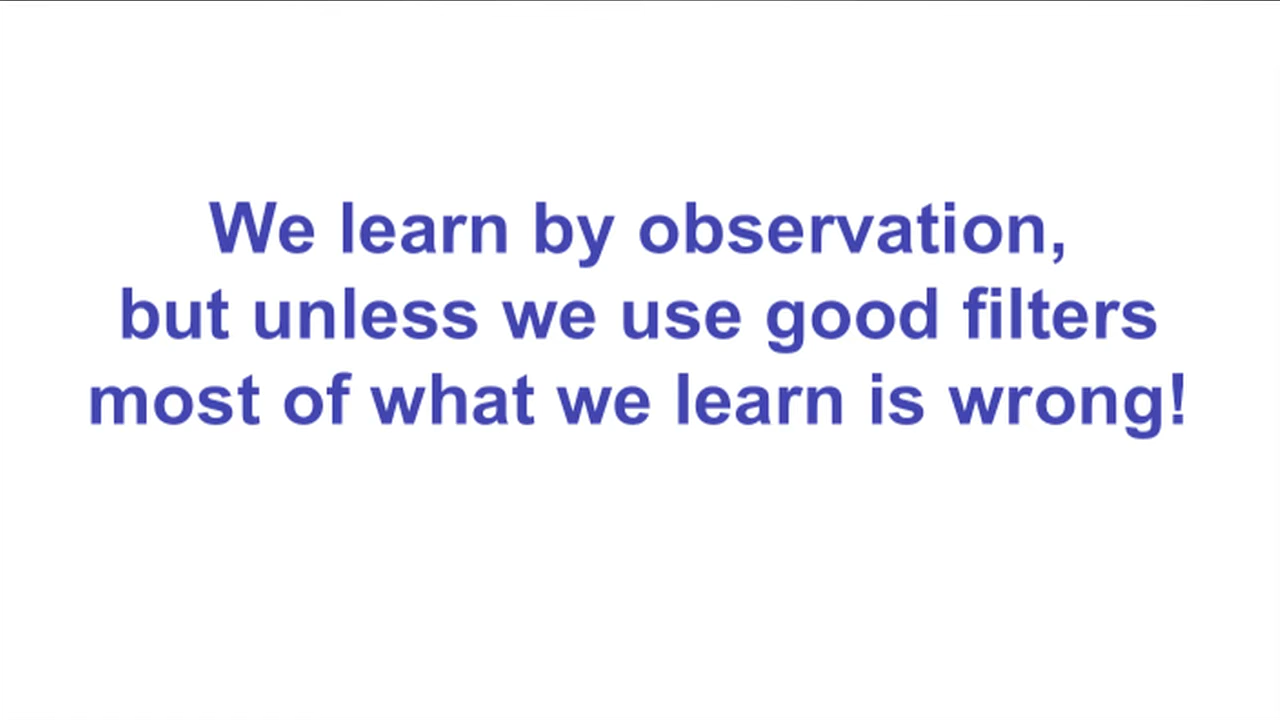 We learn by observation,
but unless we use good filters
most of what we learn is wrong!